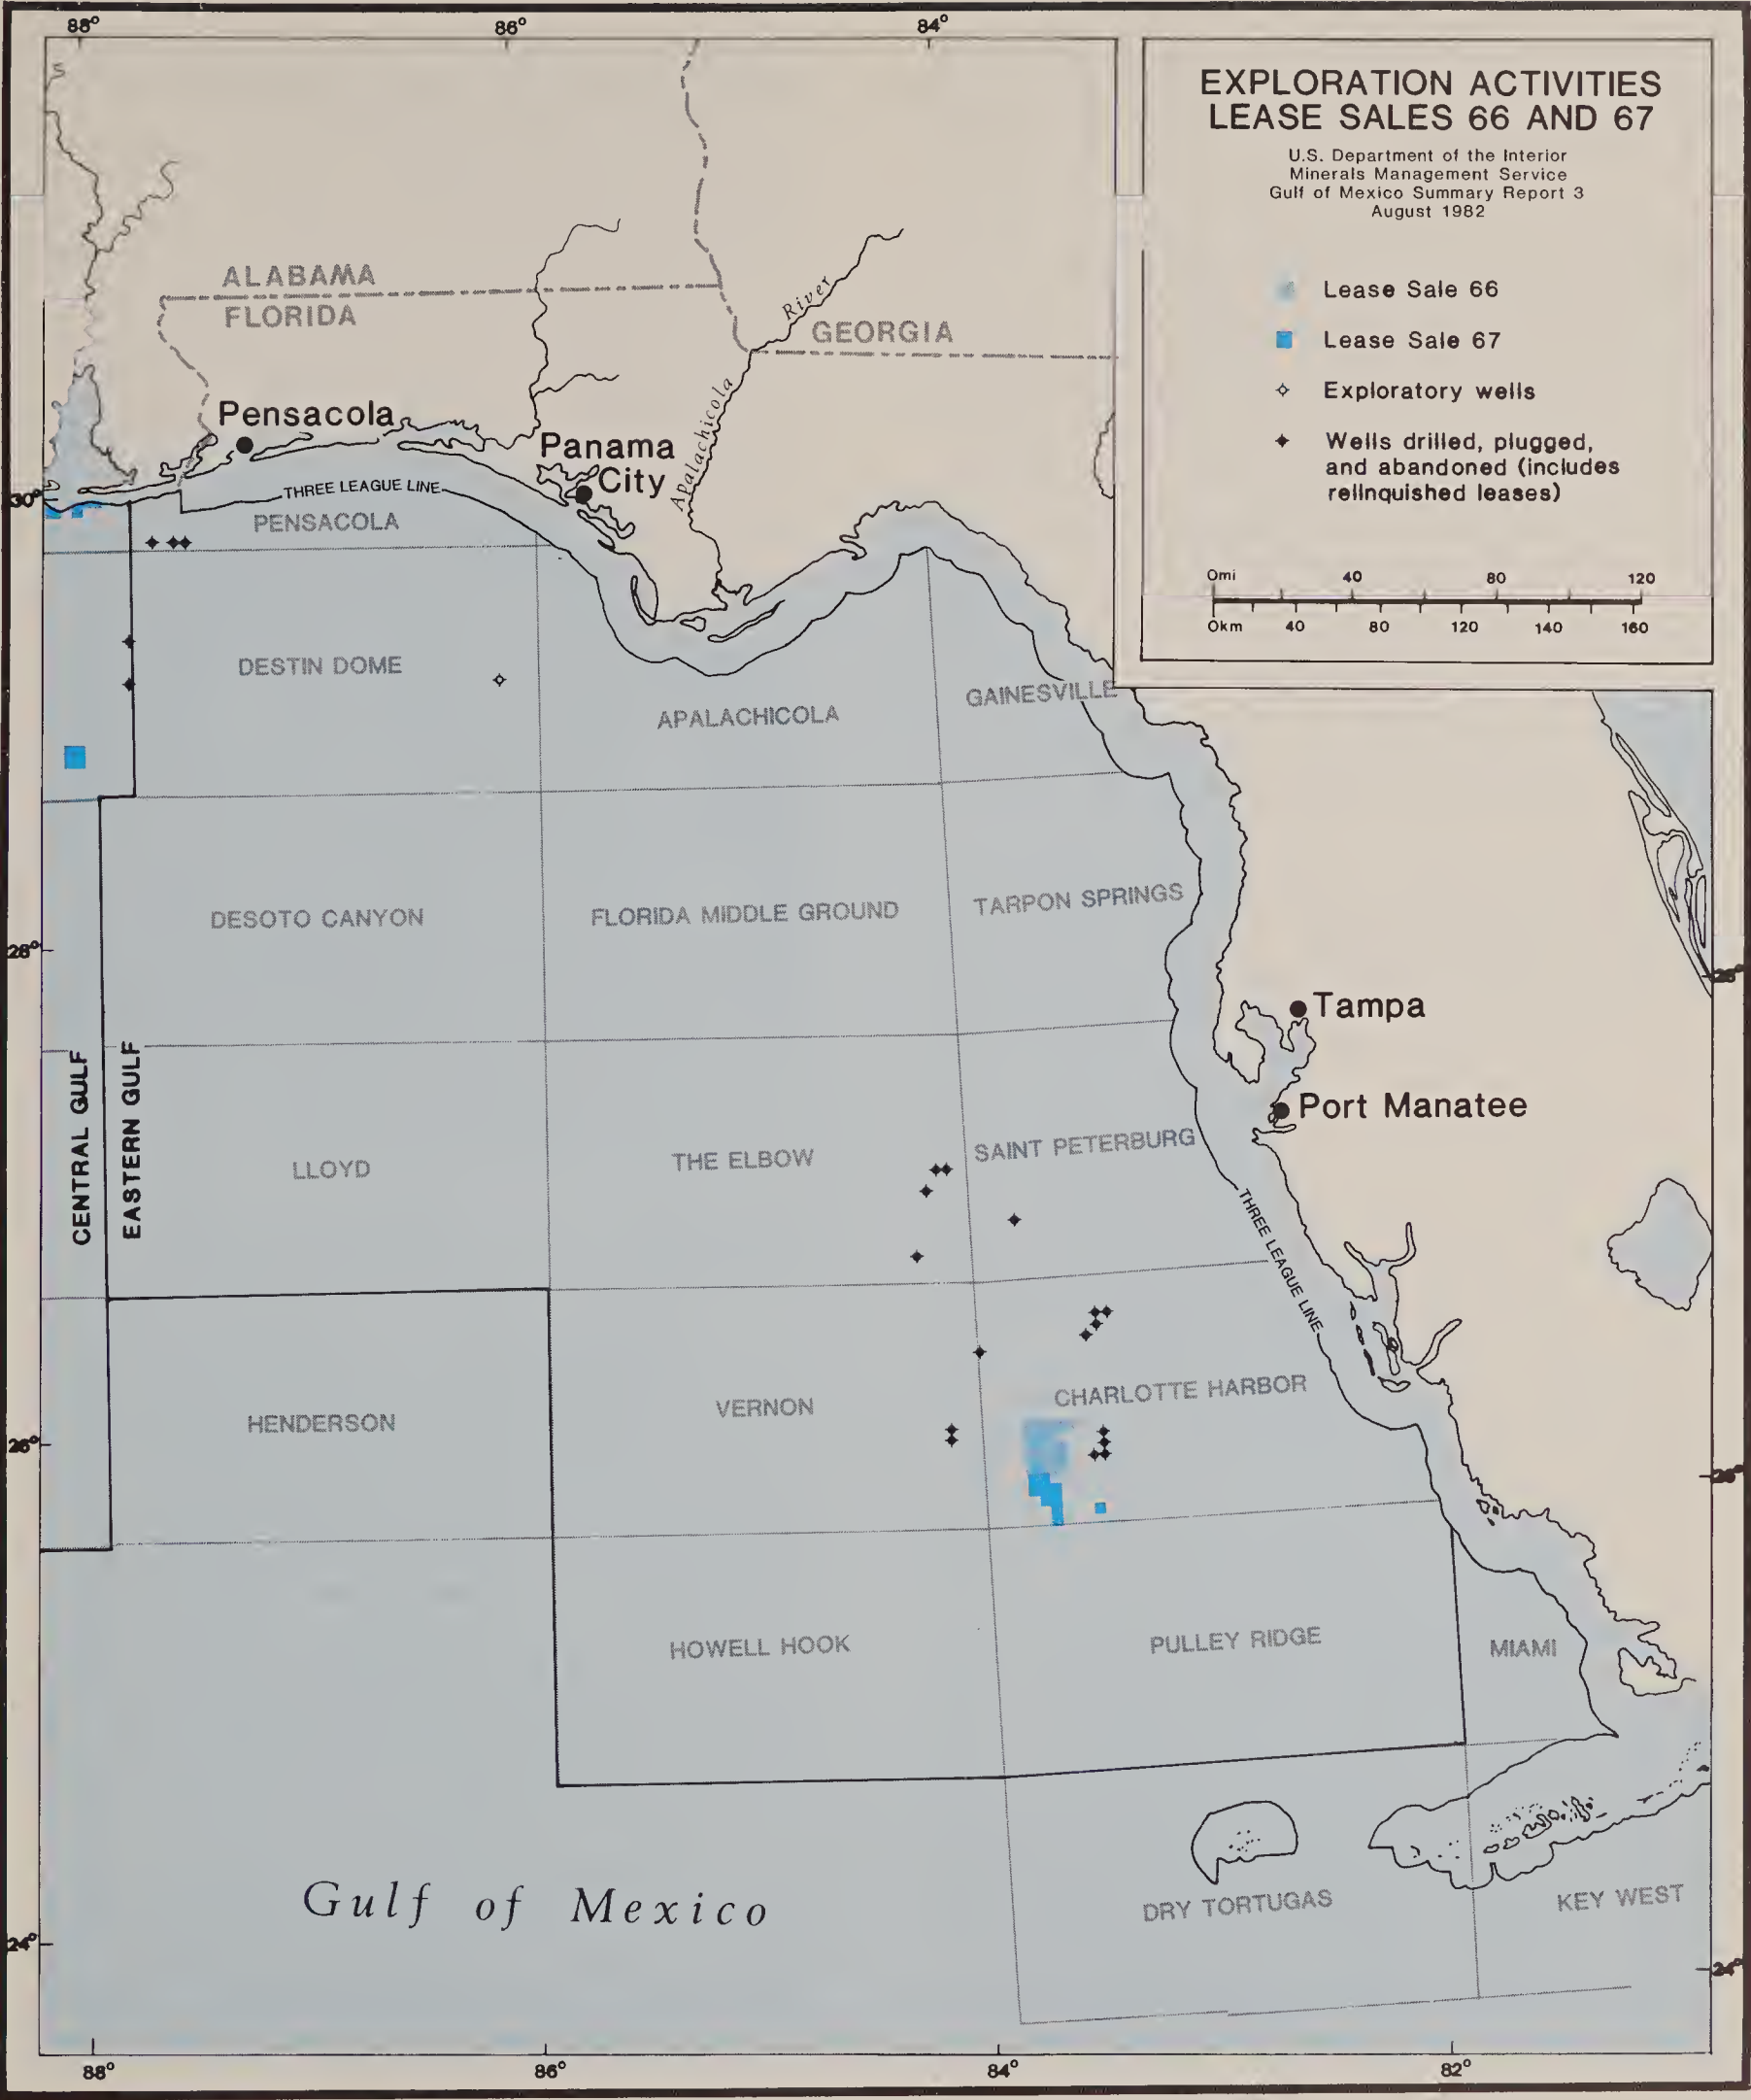 88°
86°
84°
EXPLORATION ACTIVITIES
LEASE SALES 66 AND 67
U.S. Department of the Interior
Minerals Management Service
Gulf of Mexico Summary Report 3
August 1982
Lease Sale 66
Lease Sale 67
Exploratory wells
Wells drilled, plugged,
and abandoned (includes
relinquished leases)
0mi 40 80 120
0km 40 80 120 140 160
ALABAMA
FLORIDA
GEORGIA
Apalachicola River
Pensacola
Panama
City
30°
THREE LEAGUE LINE
PENSACOLA
DESTIN DOME
APALACHICOLA
GAINESVILLE
DESOTO CANYON
FLORIDA MIDDLE GROUND
TARPON SPRINGS
28°
28°
Tampa
Port Manatee
CENTRAL GULF
EASTERN GULF
LLOYD
THE ELBOW
SAINT PETERBURG
THREE LEAGUE LINE
HENDERSON
VERNON
CHARLOTTE HARBOR
26°
26°
HOWELL HOOK
PULLEY RIDGE
MIAMI
Gulf of Mexico
DRY TORTUGAS
KEY WEST
24°
24°
88°
86°
84°
82°